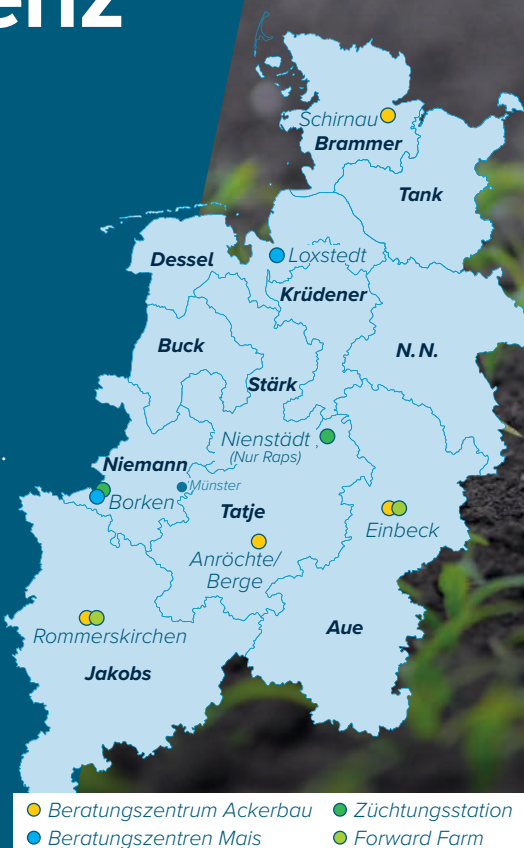 enz
Schirnau
Brammer
Tank
Dessel
Loxstedt
Krüdener
Buck
N. N.
Stärk
Nienstädt
(Nur Raps)
Niemann
Münster
Borken
Tatje
Einbeck
Anröchte/
Berge
Rommerskirchen
Aue
Jakobs
Beratungszentrum Ackerbau
Züchtungsstation
Beratungszentren Mais
Forward Farm